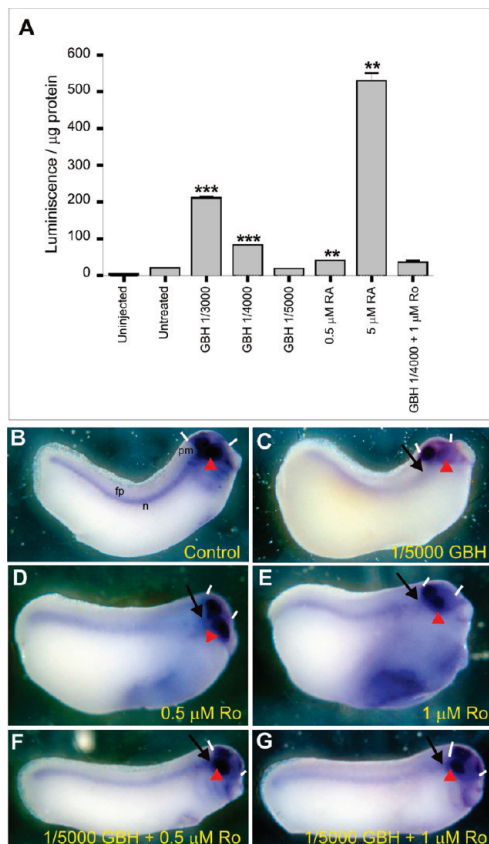 A
Luminiscence / µg protein
600
500
400
300
200
100
0
***
***
**
**
Uninjected
Untreated
GBH 1/3000
GBH 1/4000
GBH 1/5000
0.5 µM RA
5 µM RA
GBH 1/4000 + 1 µM Ro
B
pm
fp
n
Control
C
1/5000 GBH
D
0.5 µM Ro
E
1 µM Ro
F
1/5000 GBH + 0.5 µM Ro
G
1/5000 GBH + 1 µM Ro